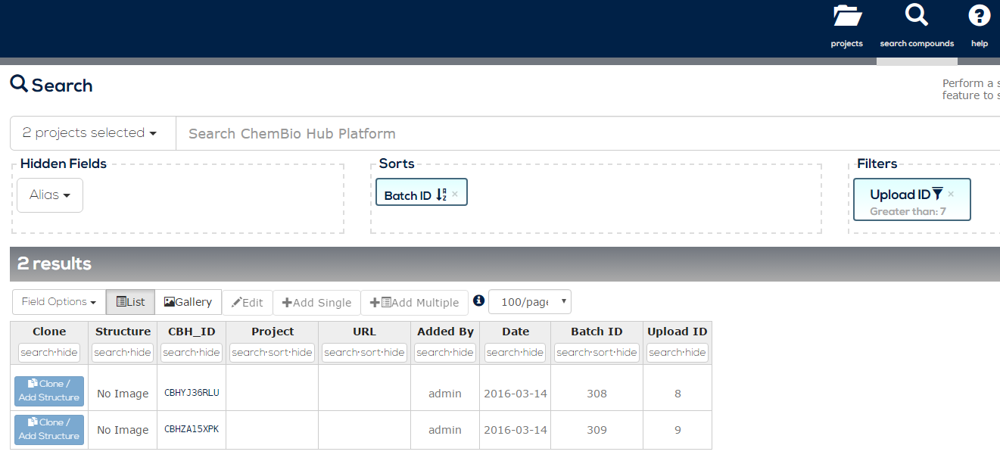 projects
search compounds
help
Search
Perform a s
feature to s
2 projects selected
Search ChemBio Hub Platform
Hidden Fields
Sorts
Filters
Alias
Batch ID
Upload ID
×
×
Greater than: 7
2 results
Field Options
List
Gallery
Edit
Add Single
Add Multiple
100/page
Clone Structure CBH_ID Project URL Added By Date Batch ID Upload ID
search·hide search·hide search·hide search·sort·hide search·sort·hide search·hide search·hide search·sort·hide search·hide
Clone /
Add Structure
No Image CBHYJ36RLU admin 2016-03-14 308 8
Clone /
Add Structure
No Image CBHZA15XPK admin 2016-03-14 309 9